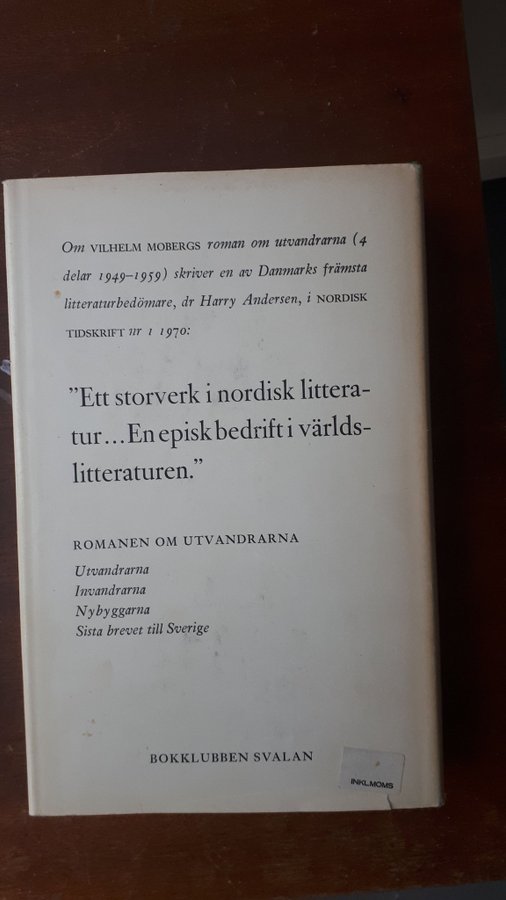 Om VILHELM MOBERGS roman om utvandrarna (4
delar 1949–1959) skriver en av Danmarks främsta
litteraturbedömare, dr Harry Andersen, i NORDISK
TIDSKRIFT nr 1 1970:
”Ett storverk i nordisk littera-
tur... En episk bedrift i världs-
litteraturen.”
ROMANEN OM UTVANDRARNA
Utvandrarna
Invandrarna
Nybyggarna
Sista brevet till Sverige
BOKKLUBBEN SVALAN
INKL.MOMS